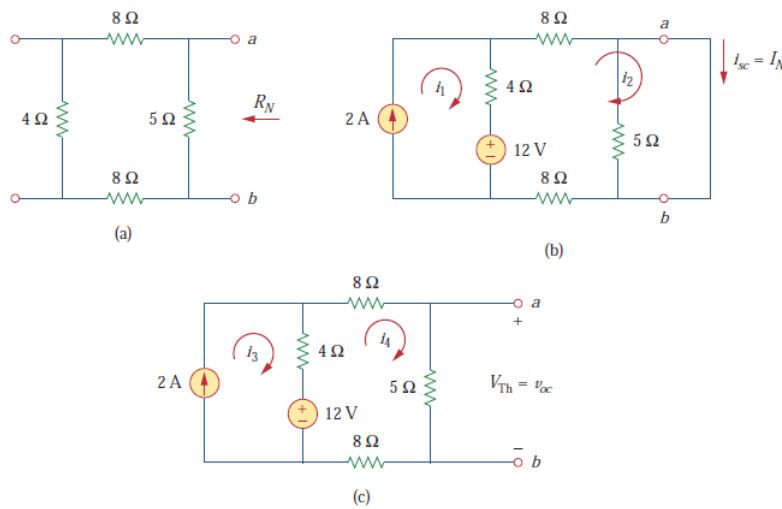 8 Ω
a
4 Ω
5 Ω
R_N
8 Ω
b
(a)
8 Ω
a
i_sc = I_N
i_1
4 Ω
i_2
2 A
5 Ω
+
−
12 V
8 Ω
b
(b)
8 Ω
a
+
i_3
4 Ω
i_4
2 A
5 Ω
V_Th = v_oc
+
−
12 V
8 Ω
−
b
(c)